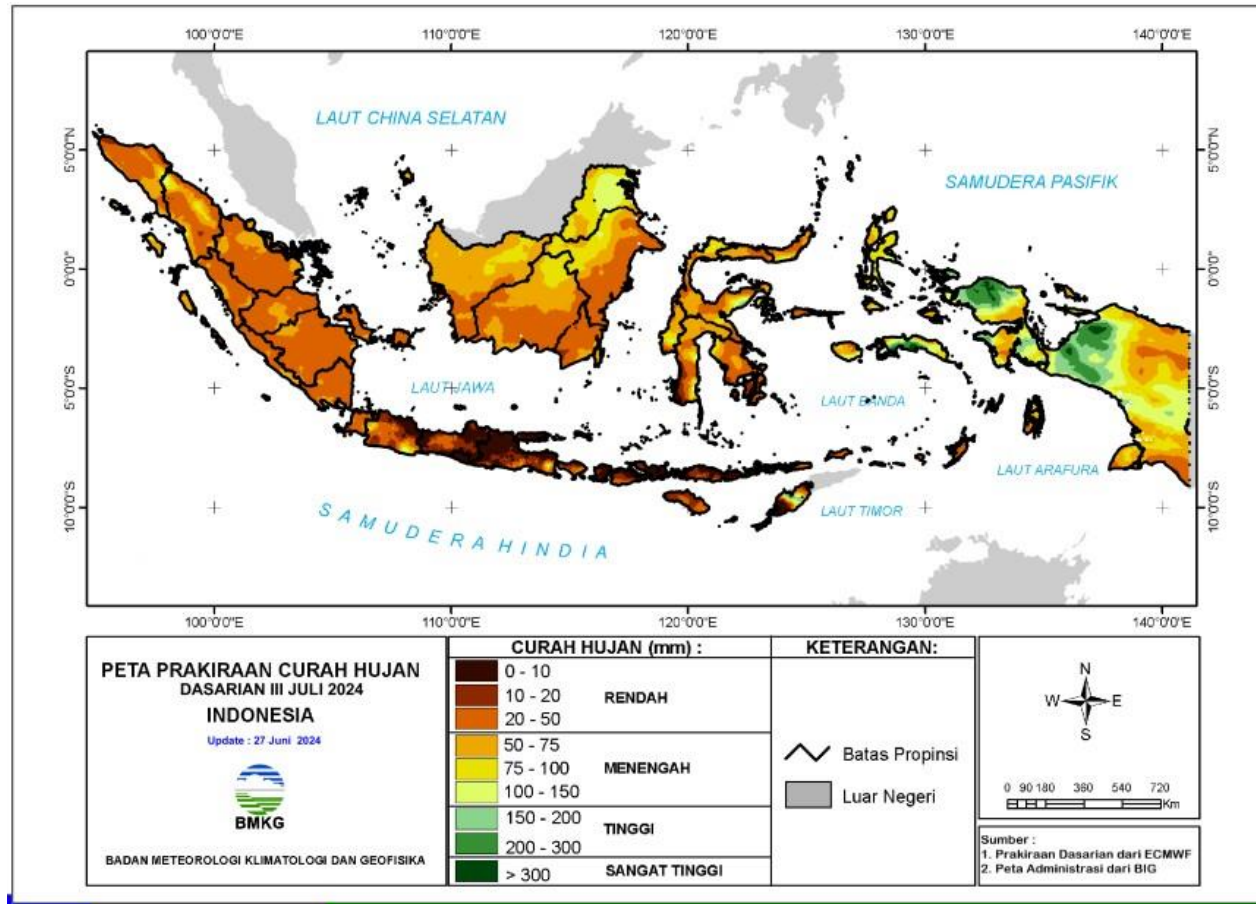 100°0'0"E 110°0'0"E 120°0'0"E 130°0'0"E 140°0'0"E
5°0'0"N
0°0'0"
5°0'0"S
10°0'0"S
LAUT CHINA SELATAN
SAMUDERA PASIFIK
LAUT JAWA
LAUT BANDA
LAUT ARAFURA
LAUT TIMOR
SAMUDERA HINDIA
5°0'0"N
0°0'0"
5°0'0"S
10°0'0"S
100°0'0"E 110°0'0"E 120°0'0"E 130°0'0"E 140°0'0"E
PETA PRAKIRAAN CURAH HUJAN
DASARIAN III JULI 2024
INDONESIA
Update : 27 Juni 2024
BMKG
BADAN METEOROLOGI KLIMATOLOGI DAN GEOFISIKA
CURAH HUJAN (mm) :
0 - 10
10 - 20
20 - 50
RENDAH
50 - 75
75 - 100
100 - 150
MENENGAH
150 - 200
200 - 300
TINGGI
> 300
SANGAT TINGGI
KETERANGAN:
Batas Propinsi
Luar Negeri
N
W E
S
0 90 180 360 540 720
Km
Sumber :
1. Prakiraan Dasarian dari ECMWF
2. Peta Administrasi dari BIG